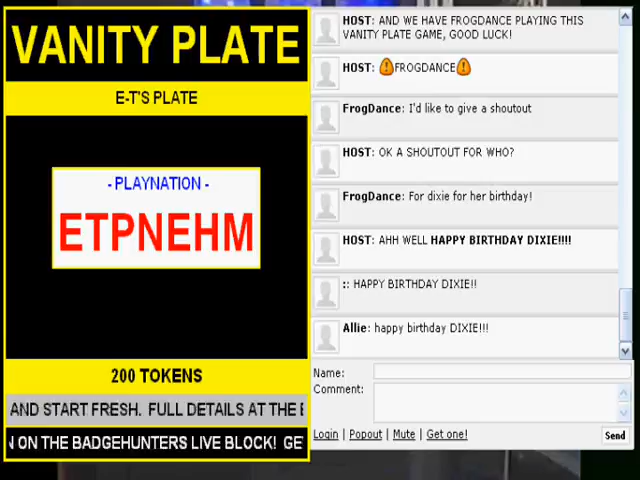 VANITY PLATE
E-T'S PLATE
- PLAYNATION -
ETPNEHM
200 TOKENS
AND START FRESH. FULL DETAILS AT THE
ON THE BADGEHUNTERS LIVE BLOCK! GE
HOST: AND WE HAVE FROGDANCE PLAYING THIS
VANITY PLATE GAME, GOOD LUCK!
HOST: FROGDANCE
FrogDance: I'd like to give a shoutout
HOST: OK A SHOUTOUT FOR WHO?
FrogDance: For dixie for her birthday!
HOST: AHH WELL HAPPY BIRTHDAY DIXIE!!!!
:: HAPPY BIRTHDAY DIXIE!!
Allie: happy birthday DIXIE!!!
Name:
Comment:
Login | Popout | Mute | Get one!
Send